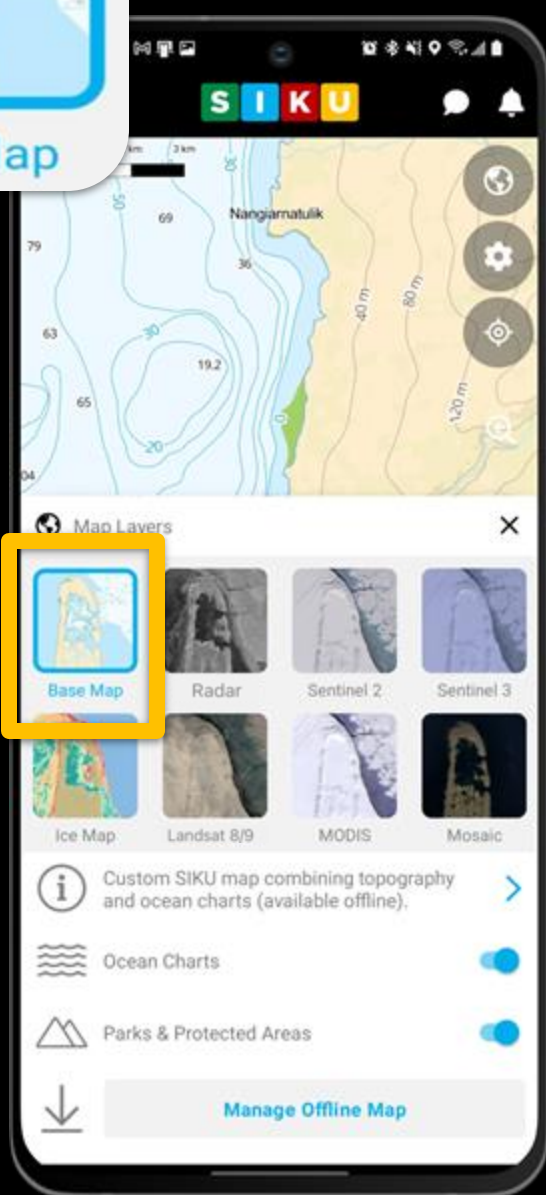 ap
SIKU
km 3 km
30
50
69
Nangiarnatulik
79
36
40 m
80 m
30
63
19.2
65
120 m
0
20
04
Map Layers
Base Map
Radar
Sentinel 2
Sentinel 3
Ice Map
Landsat 8/9
MODIS
Mosaic
Custom SIKU map combining topography
and ocean charts (available offline).
Ocean Charts
Parks & Protected Areas
Manage Offline Map